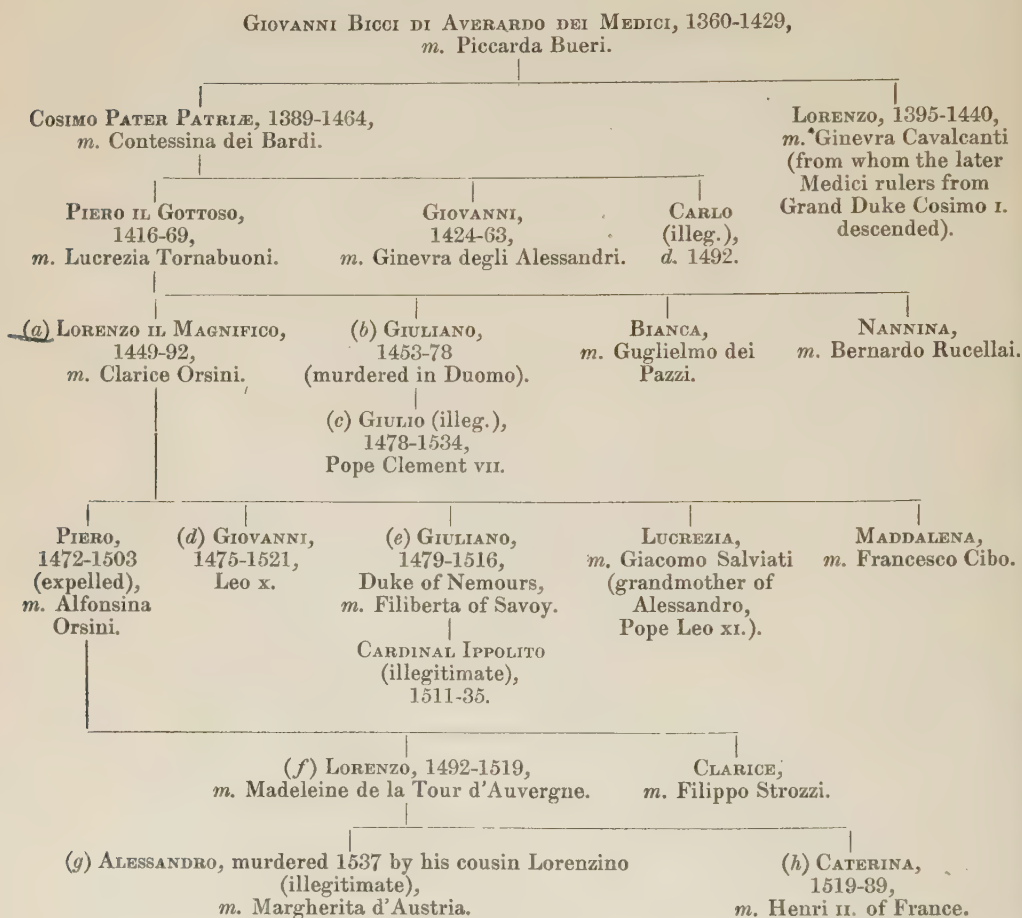 GIOVANNI BICCI DI AVERARDO DEI MEDICI, 1360-1429,
m. Piccarda Bueri.
COSIMO PATER PATRIÆ, 1389-1464,
m. Contessina dei Bardi.
LORENZO, 1395-1440,
m. Ginevra Cavalcanti
(from whom the later
Medici rulers from
Grand Duke Cosimo I.
descended).
PIERO IL GOTTOSO,
1416-69,
m. Lucrezia Tornabuoni.
GIOVANNI,
1424-63,
m. Ginevra degli Alessandri.
CARLO
(illeg.),
d. 1492.
(a) LORENZO IL MAGNIFICO,
1449-92,
m. Clarice Orsini.
(b) GIULIANO,
1453-78
(murdered in Duomo).
BIANCA,
m. Guglielmo dei
Pazzi.
NANNINA,
m. Bernardo Rucellai.
(c) GIULIO (illeg.),
1478-1534,
Pope Clement VII.
PIERO,
1472-1503
(expelled),
m. Alfonsina
Orsini.
(d) GIOVANNI,
1475-1521,
Leo X.
(e) GIULIANO,
1479-1516,
Duke of Nemours,
m. Filiberta of Savoy.
LUCREZIA,
m. Giacomo Salviati
(grandmother of
Alessandro,
Pope Leo XI.).
MADDALENA,
m. Francesco Cibo.
CARDINAL IPPOLITO
(illegitimate),
1511-35.
(f) LORENZO, 1492-1519,
m. Madeleine de la Tour d'Auvergne.
CLARICE,
m. Filippo Strozzi.
(g) ALESSANDRO, murdered 1537 by his cousin Lorenzino
(illegitimate),
m. Margherita d'Austria.
(h) CATERINA,
1519-89,
m. Henri II. of France.